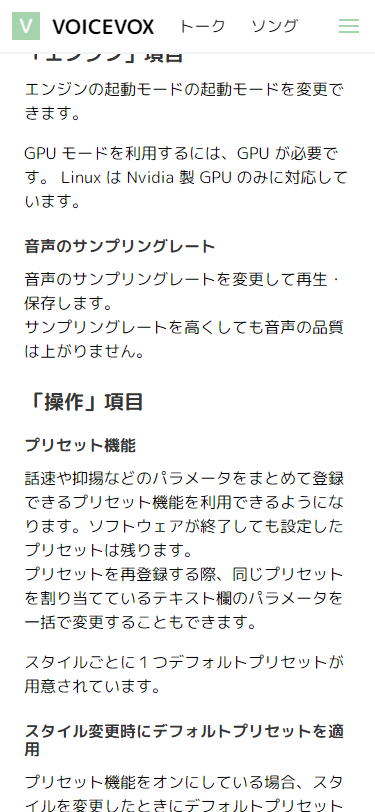 V VOICEVOX トーク ソング
「エンジン」項目
エンジンの起動モードの起動モードを変更で
きます。
GPU モードを利用するには、GPU が必要で
す。 Linux は Nvidia 製 GPU のみに対応して
います。
音声のサンプリングレート
音声のサンプリングレートを変更して再生・
保存します。
サンプリングレートを高くしても音声の品質
は上がりません。
「操作」項目
プリセット機能
話速や抑揚などのパラメータをまとめて登録
できるプリセット機能を利用できるようにな
ります。ソフトウェアが終了しても設定した
プリセットは残ります。
プリセットを再登録する際、同じプリセット
を割り当てているテキスト欄のパラメータを
一括で変更することもできます。
スタイルごとに 1 つデフォルトプリセットが
用意されています。
スタイル変更時にデフォルトプリセットを適
用
プリセット機能をオンにしている場合、スタ
イルを変更したときにデフォルトプリセット